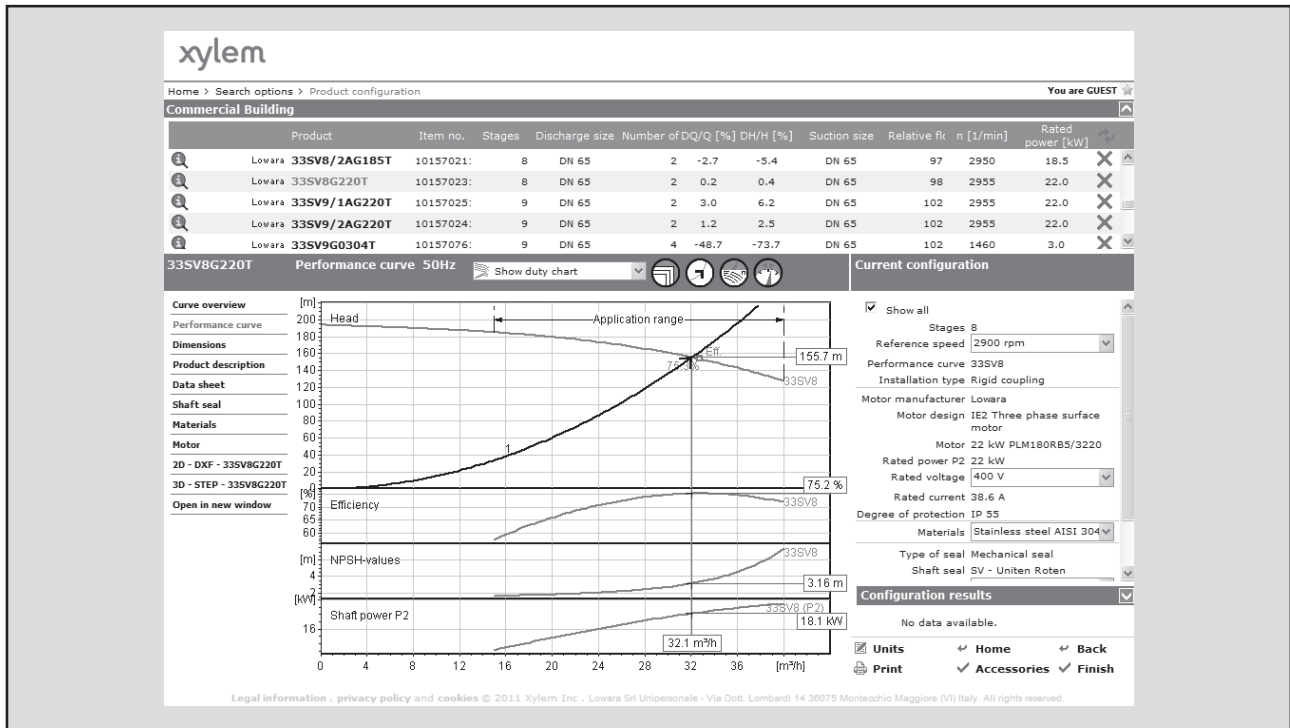 xylem
Home > Search options > Product configuration
You are GUEST
Commercial Building
Product Item no. Stages Discharge size Number of DQ/Q [%] DH/H [%] Suction size Relative flo n [1/min] Rated power [kW]
Lowara 33SV8/2AG185T 10157021: 8 DN 65 2 -2.7 -5.4 DN 65 97 2950 18.5
Lowara 33SV8G220T 10157023: 8 DN 65 2 0.2 0.4 DN 65 98 2955 22.0
Lowara 33SV9/1AG220T 10157025: 9 DN 65 2 3.0 6.2 DN 65 102 2955 22.0
Lowara 33SV9/2AG220T 10157024: 9 DN 65 2 1.2 2.5 DN 65 102 2955 22.0
Lowara 33SV9G0304T 10157076: 9 DN 65 4 -48.7 -73.7 DN 65 102 1460 3.0
33SV8G220T Performance curve 50Hz Show duty chart
Current configuration
Curve overview
Performance curve
Dimensions
Product description
Data sheet
Shaft seal
Materials
Motor
2D - DXF - 33SV8G220T
3D - STEP - 33SV8G220T
Open in new window
[m]
200
180
160
140
120
100
80
60
40
20
0
Head
Application range
Eff.
75.3%
155.7 m
33SV8
1
[%]
70
65
60
Efficiency
75.2 %
33SV8
[m]
4
2
NPSH-values
33SV8
3.16 m
[kW]
16
Shaft power P2
33SV8 (P2)
18.1 kW
32.1 m³/h
0 4 8 12 16 20 24 28 32 36 [m³/h]
Show all
Stages 8
Reference speed 2900 rpm
Performance curve 33SV8
Installation type Rigid coupling
Motor manufacturer Lowara
Motor design IE2 Three phase surface
motor
Motor 22 kW PLM180RB5/3220
Rated power P2 22 kW
Rated voltage 400 V
Rated current 38.6 A
Degree of protection IP 55
Materials Stainless steel AISI 304
Type of seal Mechanical seal
Shaft seal SV - Uniten Roten
Configuration results
No data available.
Units Home Back
Print Accessories Finish
Legal information , privacy policy and cookies © 2011 Xylem Inc . Lowara Srl Unipersonale - Via Dott. Lombardi 14 36075 Montecchio Maggiore (VI) Italy. All rights reserved.